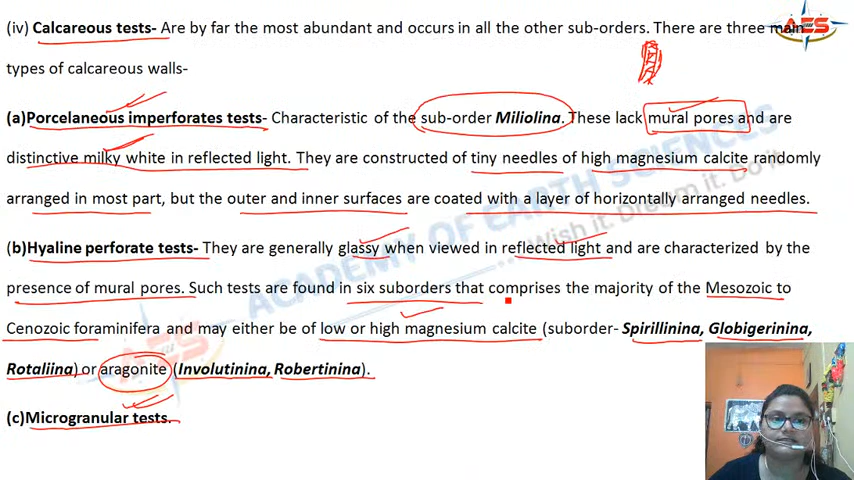 AES
(iv) Calcareous tests- Are by far the most abundant and occurs in all the other sub-orders. There are three main
types of calcareous walls-
(a)Porcelaneous imperforates tests- Characteristic of the sub-order Miliolina. These lack mural pores and are
distinctive milky white in reflected light. They are constructed of tiny needles of high magnesium calcite randomly
arranged in most part, but the outer and inner surfaces are coated with a layer of horizontally arranged needles.
(b)Hyaline perforate tests- They are generally glassy when viewed in reflected light and are characterized by the
presence of mural pores. Such tests are found in six suborders that comprises the majority of the Mesozoic to
Cenozoic foraminifera and may either be of low or high magnesium calcite (suborder- Spirillinina, Globigerinina,
Rotaliina) or aragonite (Involutinina, Robertinina).
(c)Microgranular tests.
ACADEMY OF EARTH SCIENCES
... Wish it. Dream it. Do it
AES